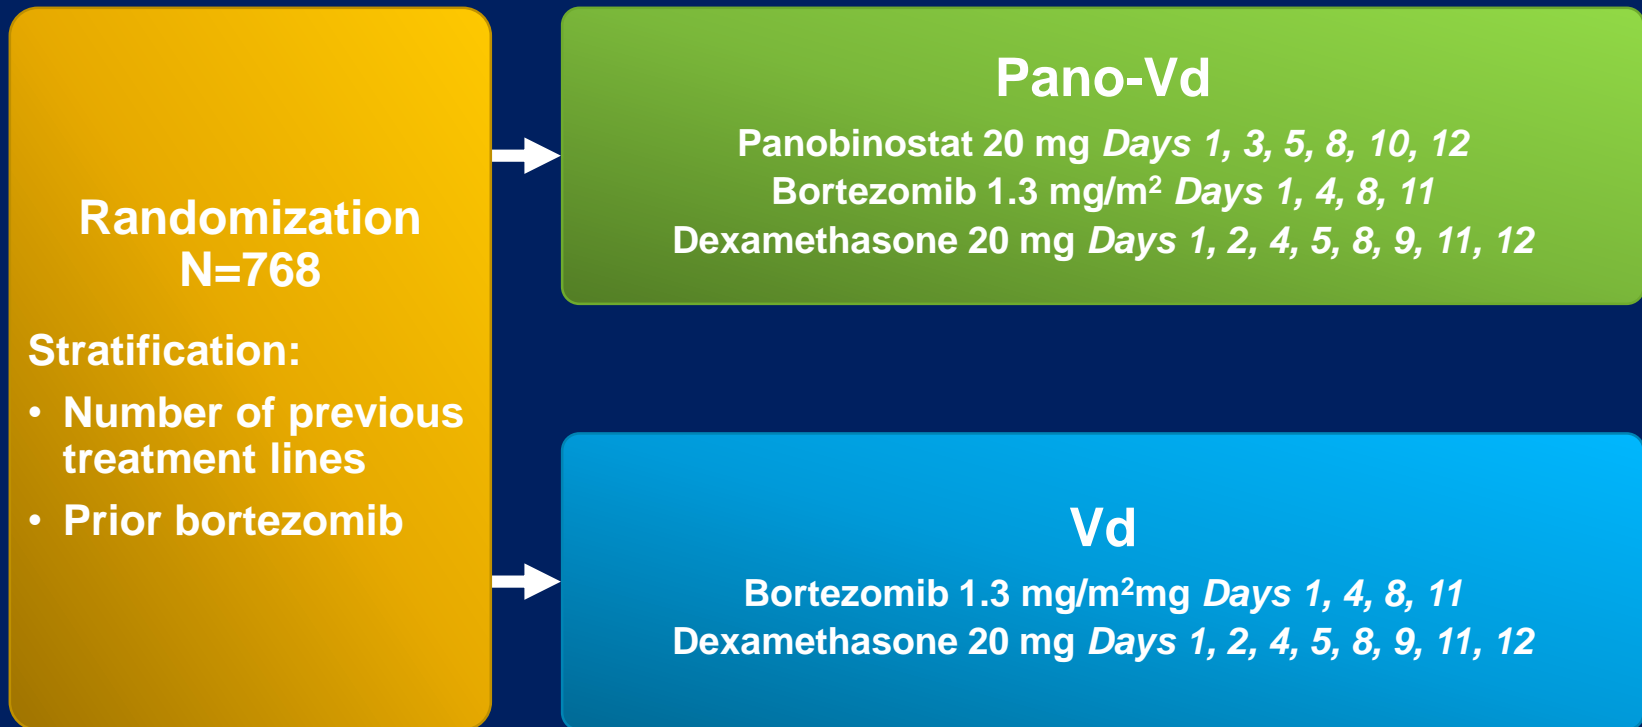 Randomization
N=768
Stratification:
• Number of previous
treatment lines
• Prior bortezomib
Pano-Vd
Panobinostat 20 mg Days 1, 3, 5, 8, 10, 12
Bortezomib 1.3 mg/m² Days 1, 4, 8, 11
Dexamethasone 20 mg Days 1, 2, 4, 5, 8, 9, 11, 12
Vd
Bortezomib 1.3 mg/m²mg Days 1, 4, 8, 11
Dexamethasone 20 mg Days 1, 2, 4, 5, 8, 9, 11, 12